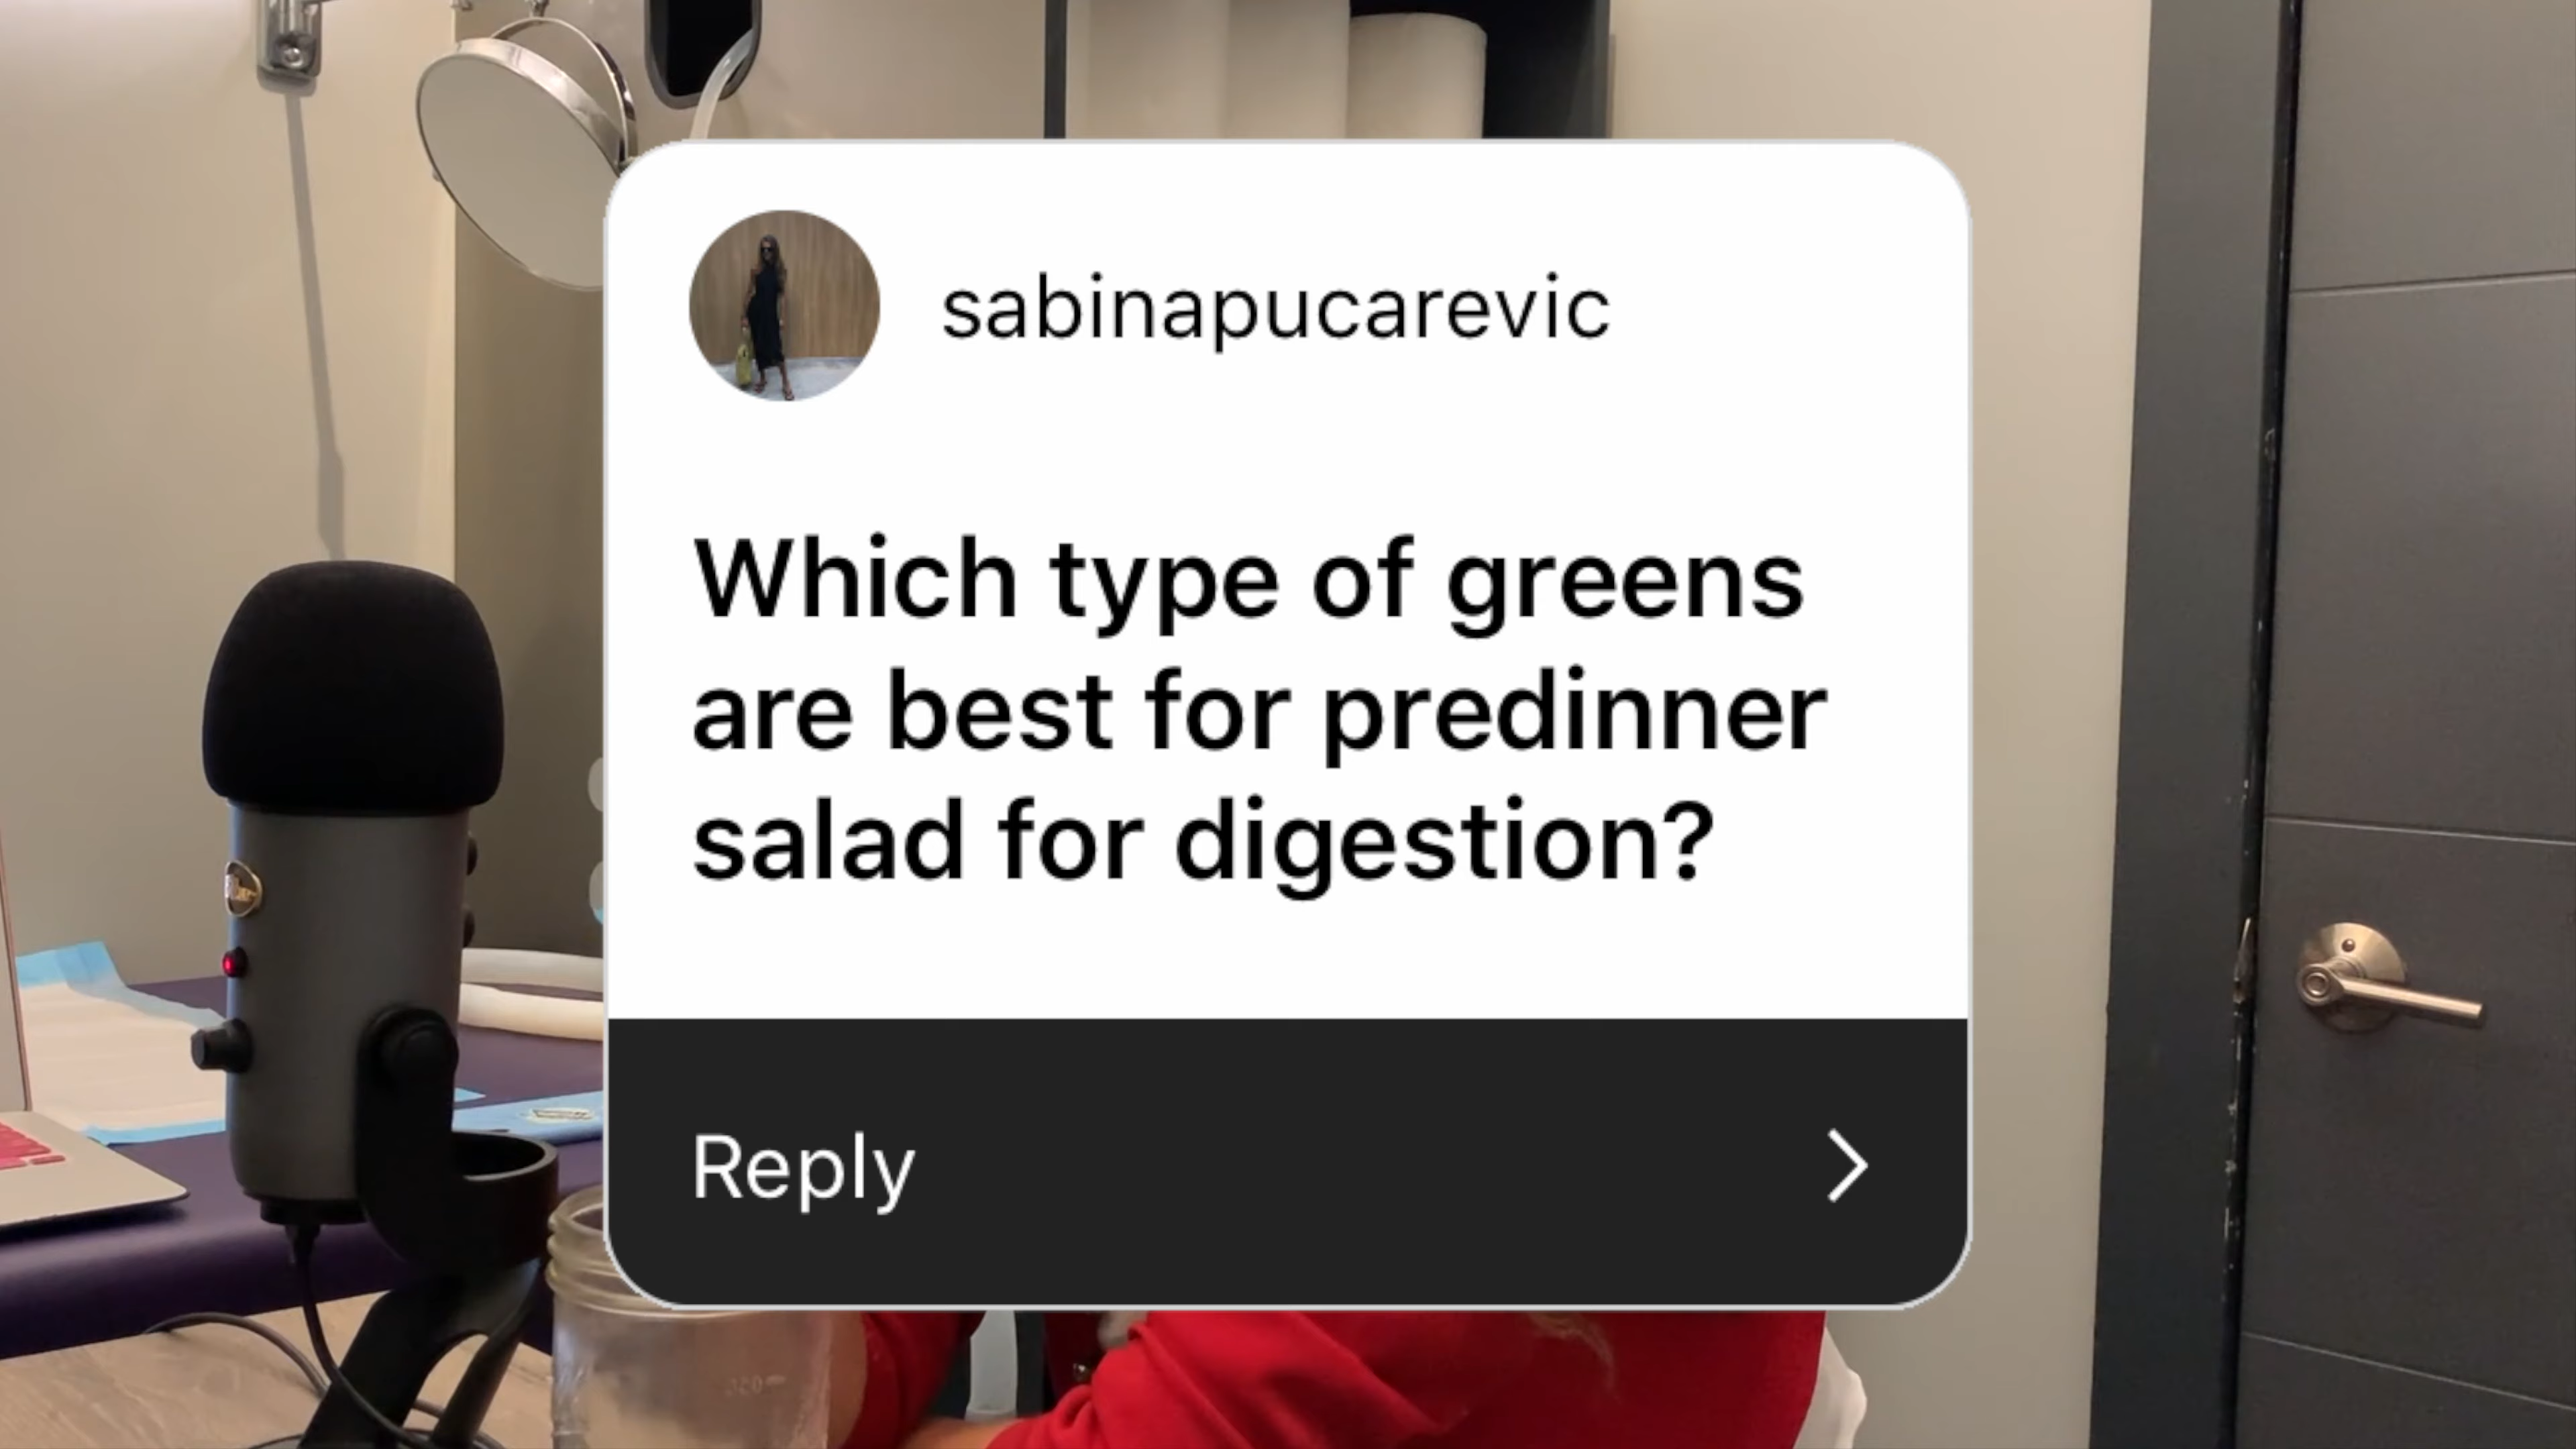 sabinapucarevic
Which type of greens
are best for predinner
salad for digestion?
Reply